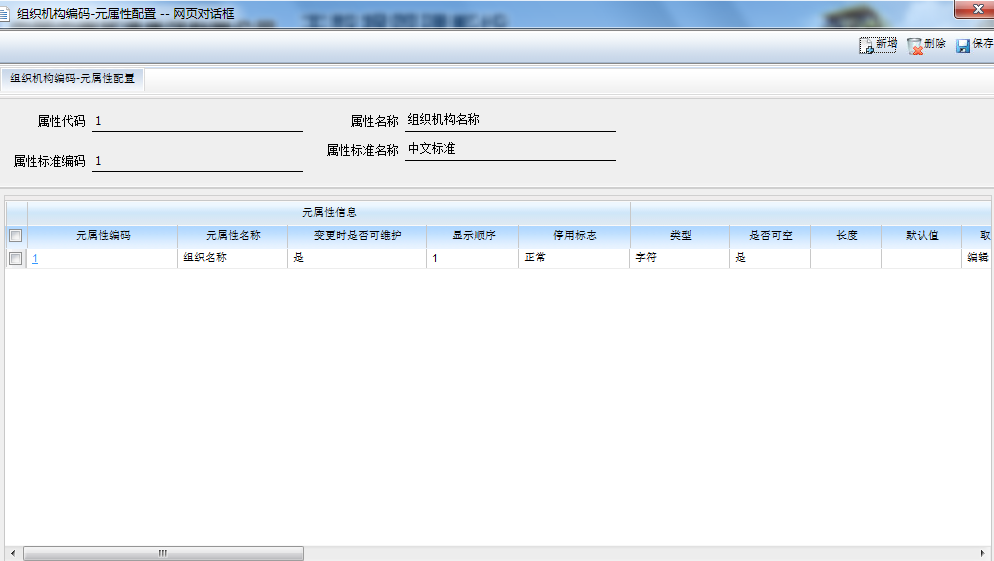 组织机构编码-元属性配置 -- 网页对话框
新增 删除 保存
组织机构编码-元属性配置
属性代码 1 属性名称 组织机构名称
属性标准编码 1 属性标准名称 中文标准
元属性信息
元属性编码 元属性名称 变更时是否可维护 显示顺序 停用标志 类型 是否可空 长度 默认值 取
1 组织名称 是 1 正常 字符 是 编辑